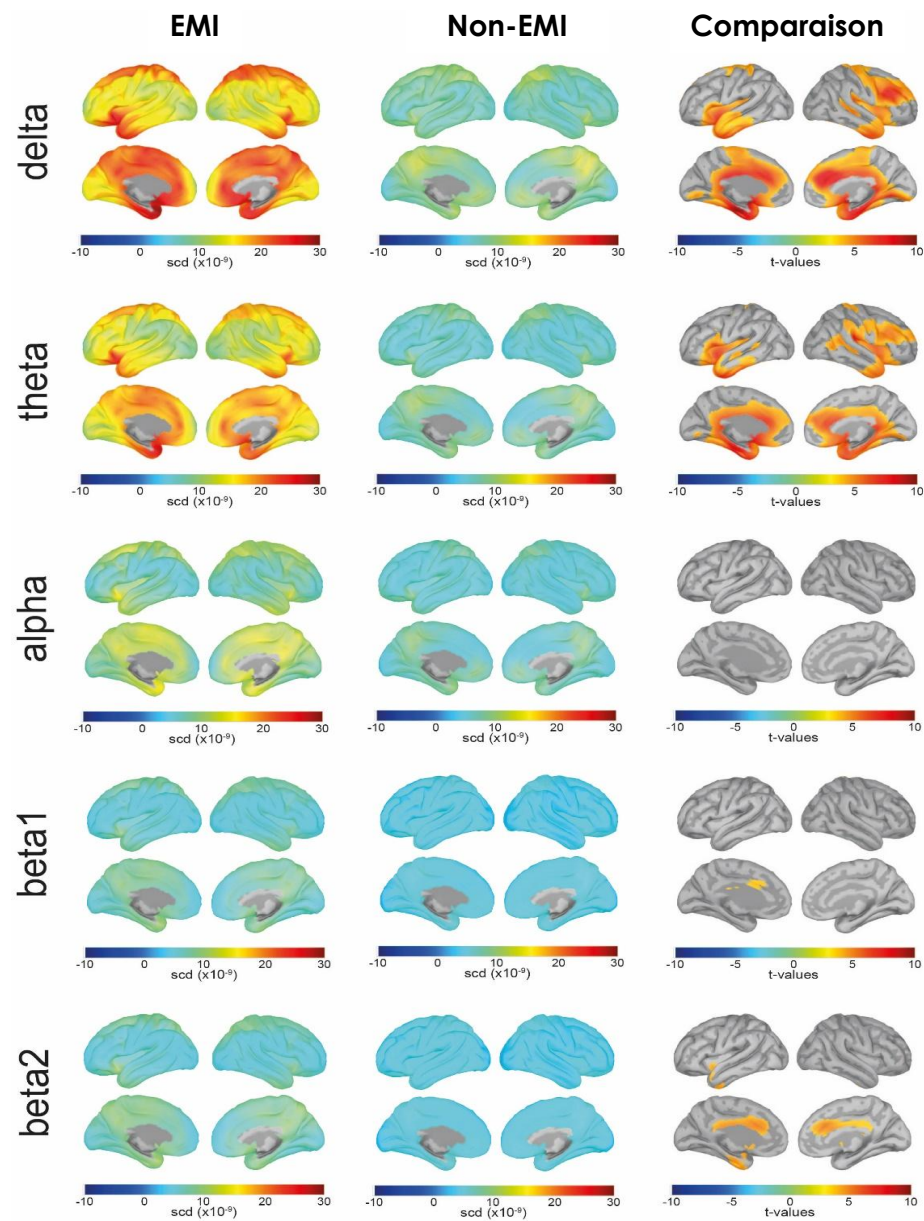 EMI Non-EMI Comparaison
delta
-10 0 10 20 30 -10 0 10 20 30 -10 -5 0 5 10
scd (x10⁻⁹) scd (x10⁻⁹) t-values
theta
-10 0 10 20 30 -10 0 10 20 30 -10 -5 0 5 10
scd (x10⁻⁹) scd (x10⁻⁹) t-values
alpha
-10 0 10 20 30 -10 0 10 20 30 -10 -5 0 5 10
scd (x10⁻⁹) scd (x10⁻⁹) t-values
beta1
-10 0 10 20 30 -10 0 10 20 30 -10 -5 0 5 10
scd (x10⁻⁹) scd (x10⁻⁹) t-values
beta2
-10 0 10 20 30 -10 0 10 20 30 -10 -5 0 5 10
scd (x10⁻⁹) scd (x10⁻⁹) t-values